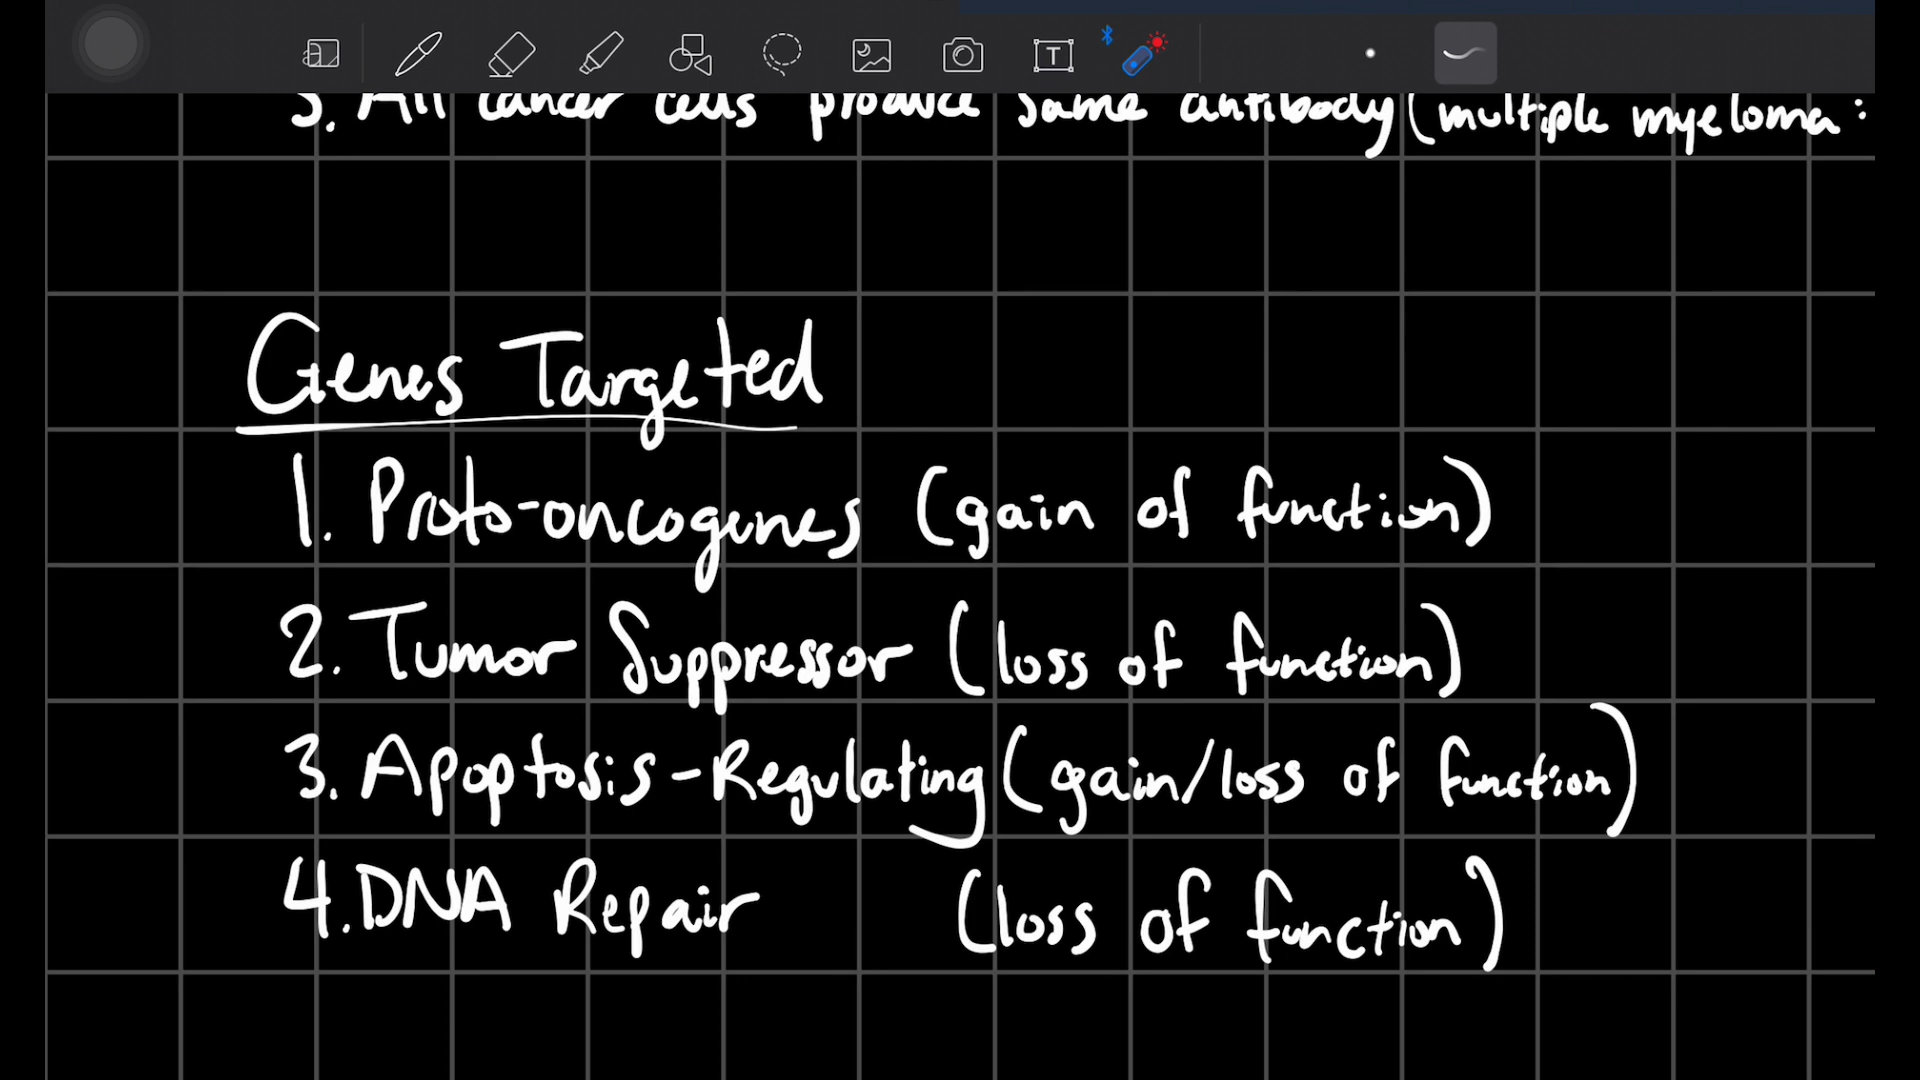 3. All cancer cells produce same antibody (multiple myeloma:
Genes Targeted
1. Proto-oncogenes (gain of function)
2. Tumor Suppressor (loss of function)
3. Apoptosis-Regulating (gain/loss of function)
4. DNA Repair (loss of function)